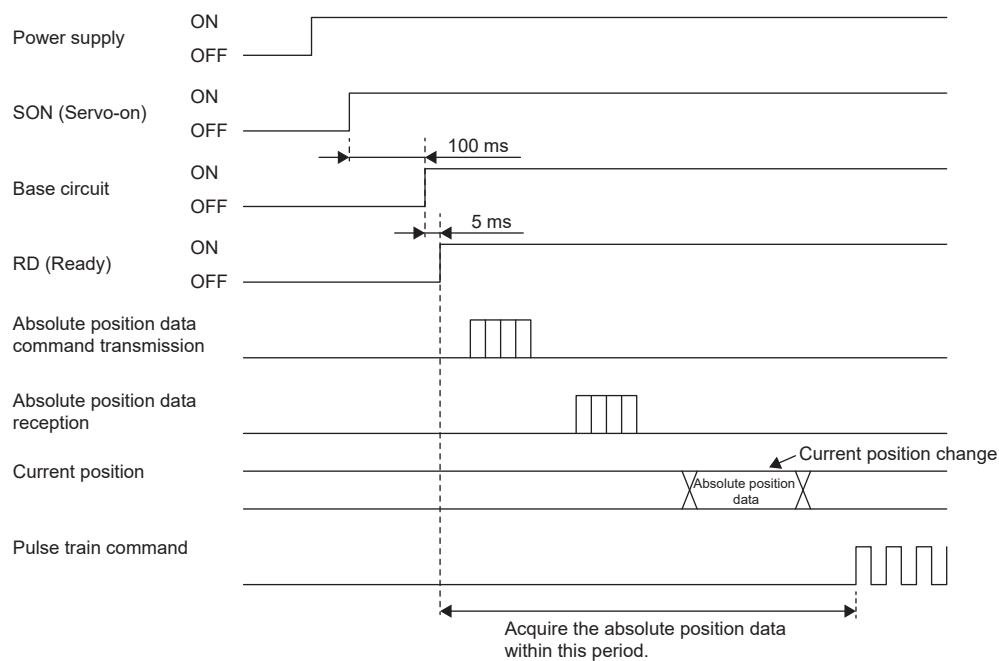 ON
Power supply
OFF
ON
SON (Servo-on)
OFF
100 ms
ON
Base circuit
OFF
5 ms
ON
RD (Ready)
OFF
Absolute position data
command transmission
Absolute position data
reception
Current position change
Current position
Absolute position
data
Pulse train command
Acquire the absolute position data
within this period.